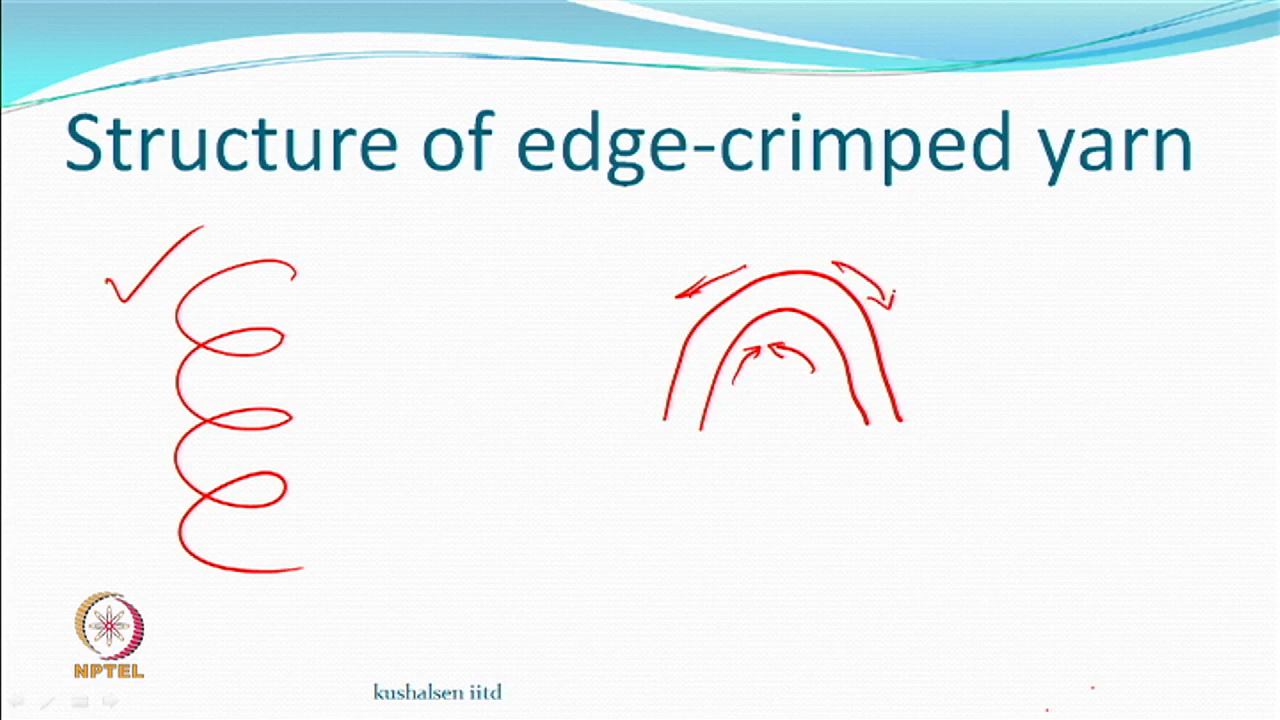 Structure of edge-crimped yarn
NPTEL
kushalsen iitd